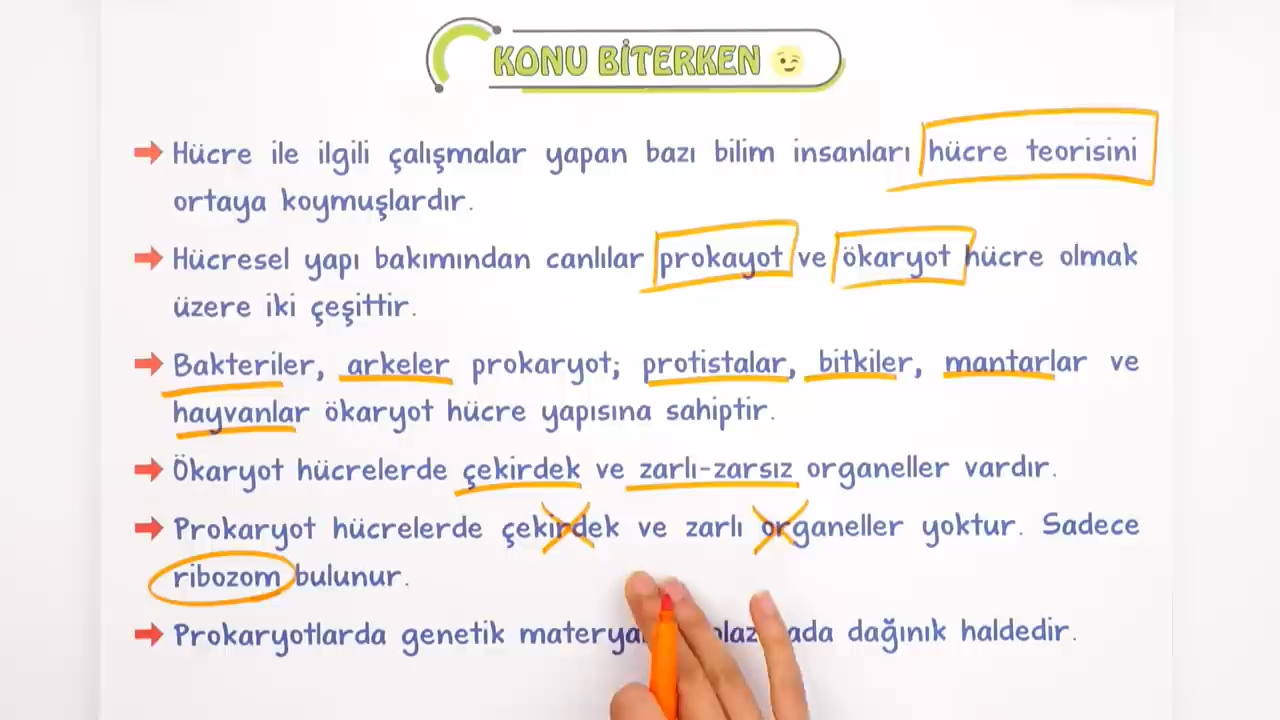 KONU BİTERKEN
Hücre ile ilgili çalışmalar yapan bazı bilim insanları hücre teorisini
ortaya koymuşlardır.
Hücresel yapı bakımından canlılar prokayot ve ökaryot hücre olmak
üzere iki çeşittir.
Bakteriler, arkeler prokaryot; protistalar, bitkiler, mantarlar ve
hayvanlar ökaryot hücre yapısına sahiptir.
Ökaryot hücrelerde çekirdek ve zarlı-zarsız organeller vardır.
Prokaryot hücrelerde çekirdek ve zarlı organeller yoktur. Sadece
ribozom bulunur.
Prokaryotlarda genetik dağınık haldedir.